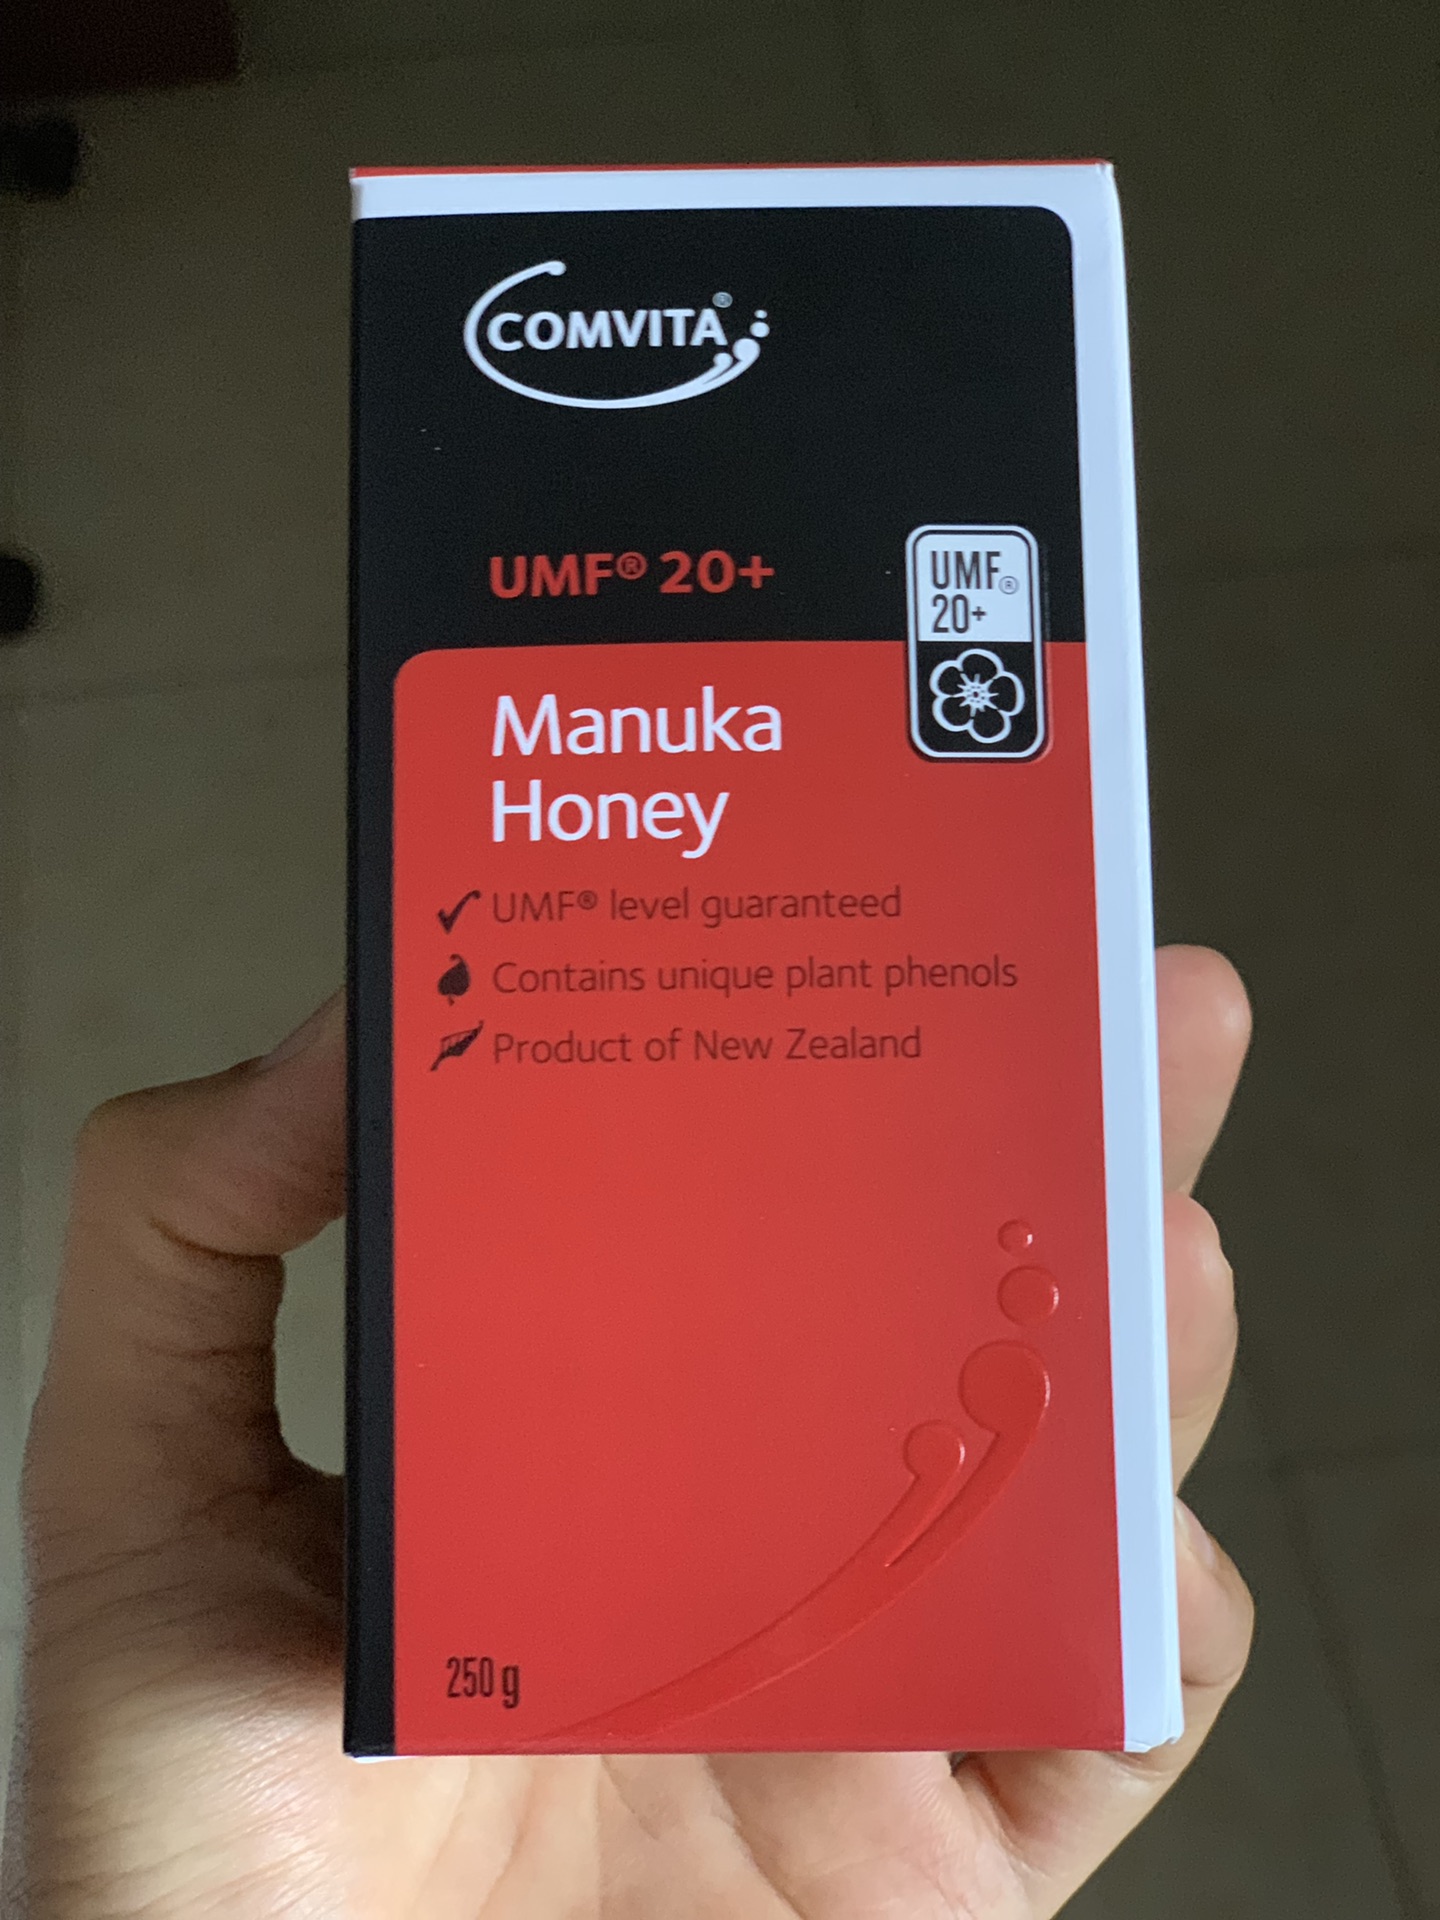 COMVITA®
UMF® 20+
UMF®
20+
Manuka
Honey
UMF® level guaranteed
Contains unique plant phenols
Product of New Zealand
250 g